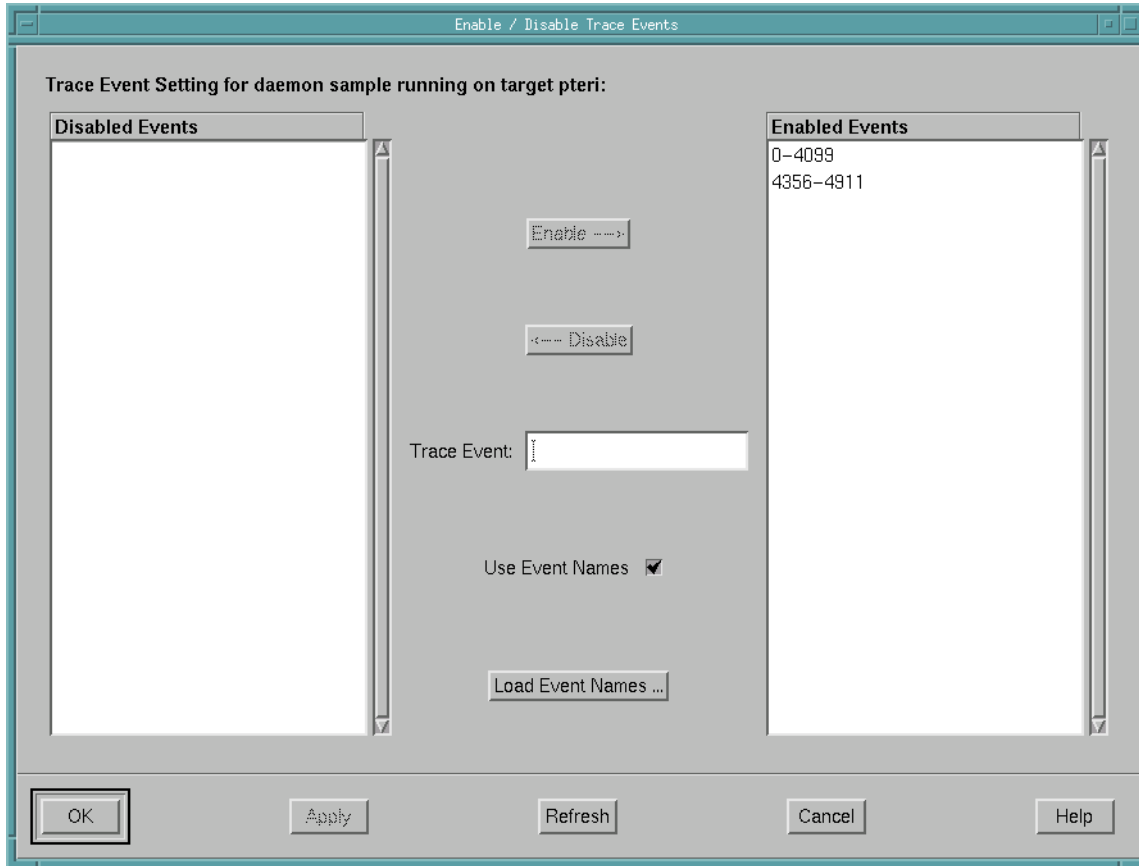 Enable / Disable Trace Events
Trace Event Setting for daemon sample running on target pteri:
Disabled Events
Enabled Events
0-4099
4356-4911
Enable --->
<--- Disable
Trace Event:
Use Event Names
Load Event Names ...
OK
Apply
Refresh
Cancel
Help